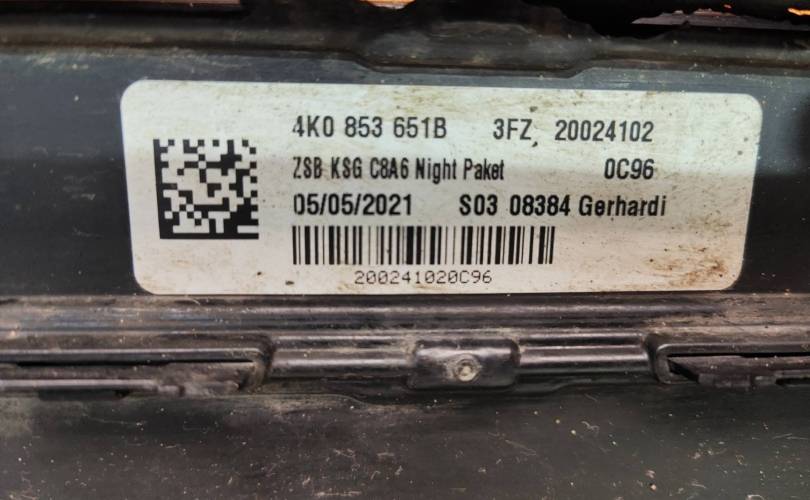 4K0 853 651B 3FZ 20024102
ZSB KSG C8A6 Night Paket 0C96
05/05/2021 S03 08384 Gerhardi
200241020C96